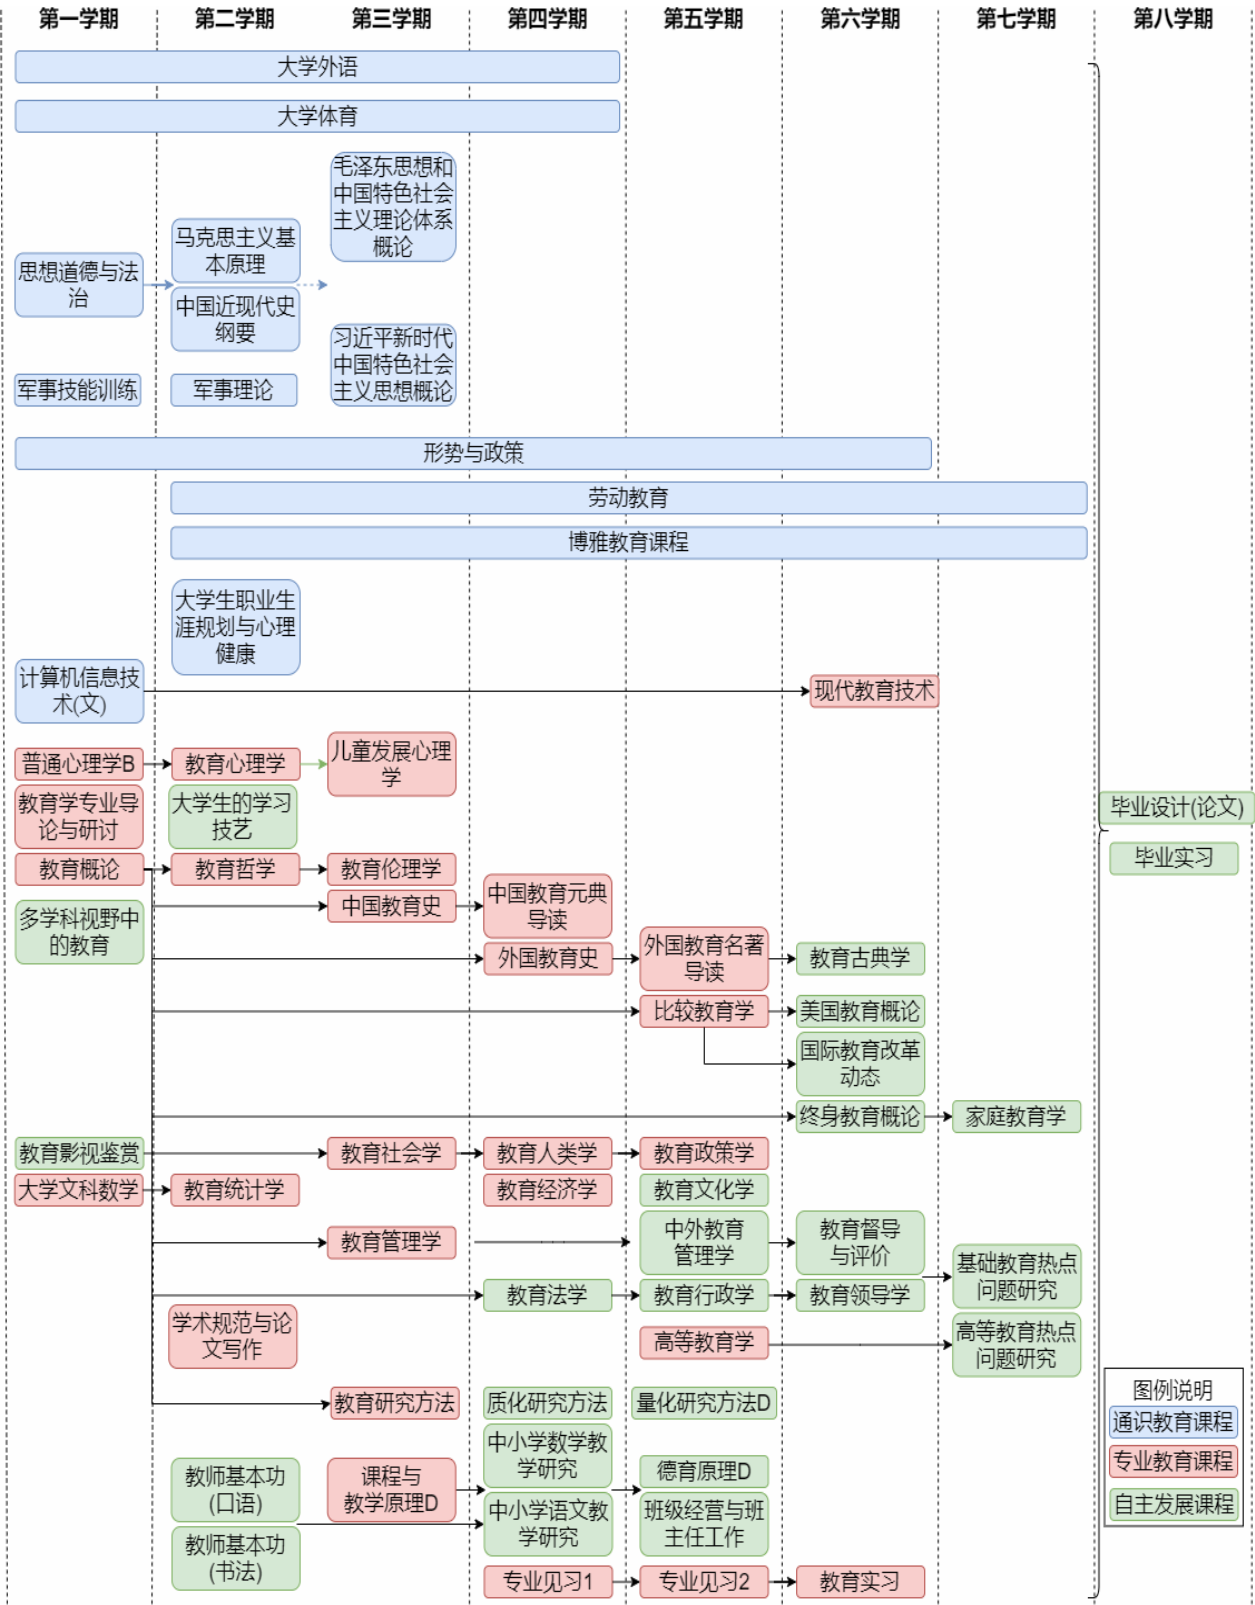 第一学期
第二学期
第三学期
第四学期
第五学期
第六学期
第七学期
第八学期
大学外语
大学体育
毛泽东思想和
中国特色社会
主义理论体系
概论
马克思主义基
本原理
思想道德与法
治
中国近现代史
纲要
习近平新时代
中国特色社会
主义思想概论
军事技能训练
军事理论
形势与政策
劳动教育
博雅教育课程
大学生职业生
涯规划与心理
健康
计算机信息技
术(文)
现代教育技术
普通心理学B
教育心理学
儿童发展心理
学
教育学专业导
论与研讨
大学生的学习
技艺
毕业设计(论文)
教育概论
教育哲学
教育伦理学
毕业实习
多学科视野中
的教育
中国教育史
中国教育元典
导读
外国教育史
外国教育名著
导读
教育古典学
比较教育学
美国教育概论
国际教育改革
动态
终身教育概论
家庭教育学
教育影视鉴赏
教育社会学
教育人类学
教育政策学
大学文科数学
教育统计学
教育经济学
教育文化学
教育管理学
中外教育
管理学
教育督导
与评价
基础教育热点
问题研究
教育法学
教育行政学
教育领导学
学术规范与论
文写作
高等教育学
高等教育热点
问题研究
教育研究方法
质化研究方法
量化研究方法D
图例说明
通识教育课程
专业教育课程
自主发展课程
教师基本功
(口语)
课程与
教学原理D
中小学数学教
学研究
德育原理D
教师基本功
(书法)
中小学语文教
学研究
班级经营与班
主任工作
专业见习1
专业见习2
教育实习